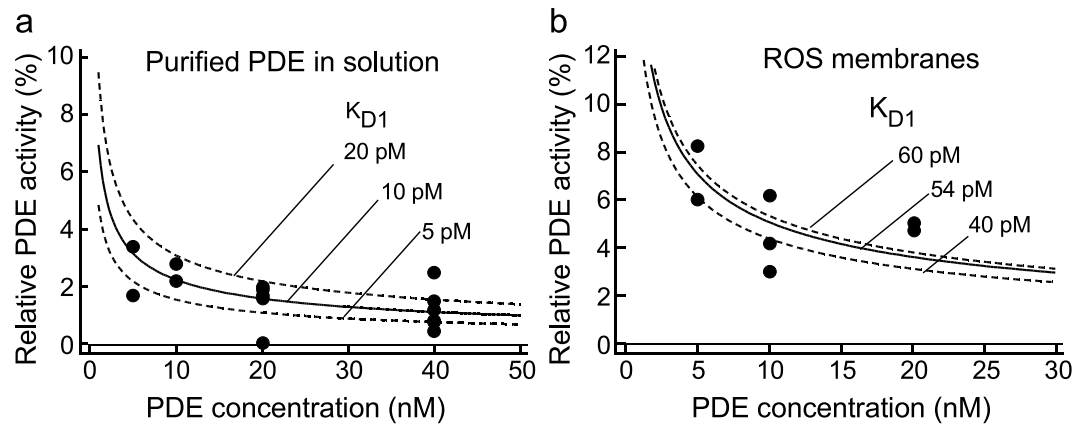 a
Purified PDE in solution
Relative PDE activity (%)
10
8
6
4
2
0
K_D1
20 pM
10 pM
5 pM
0 10 20 30 40 50
PDE concentration (nM)
b
ROS membranes
Relative PDE activity (%)
12
10
8
6
4
2
0
K_D1
60 pM
54 pM
40 pM
0 5 10 15 20 25 30
PDE concentration (nM)